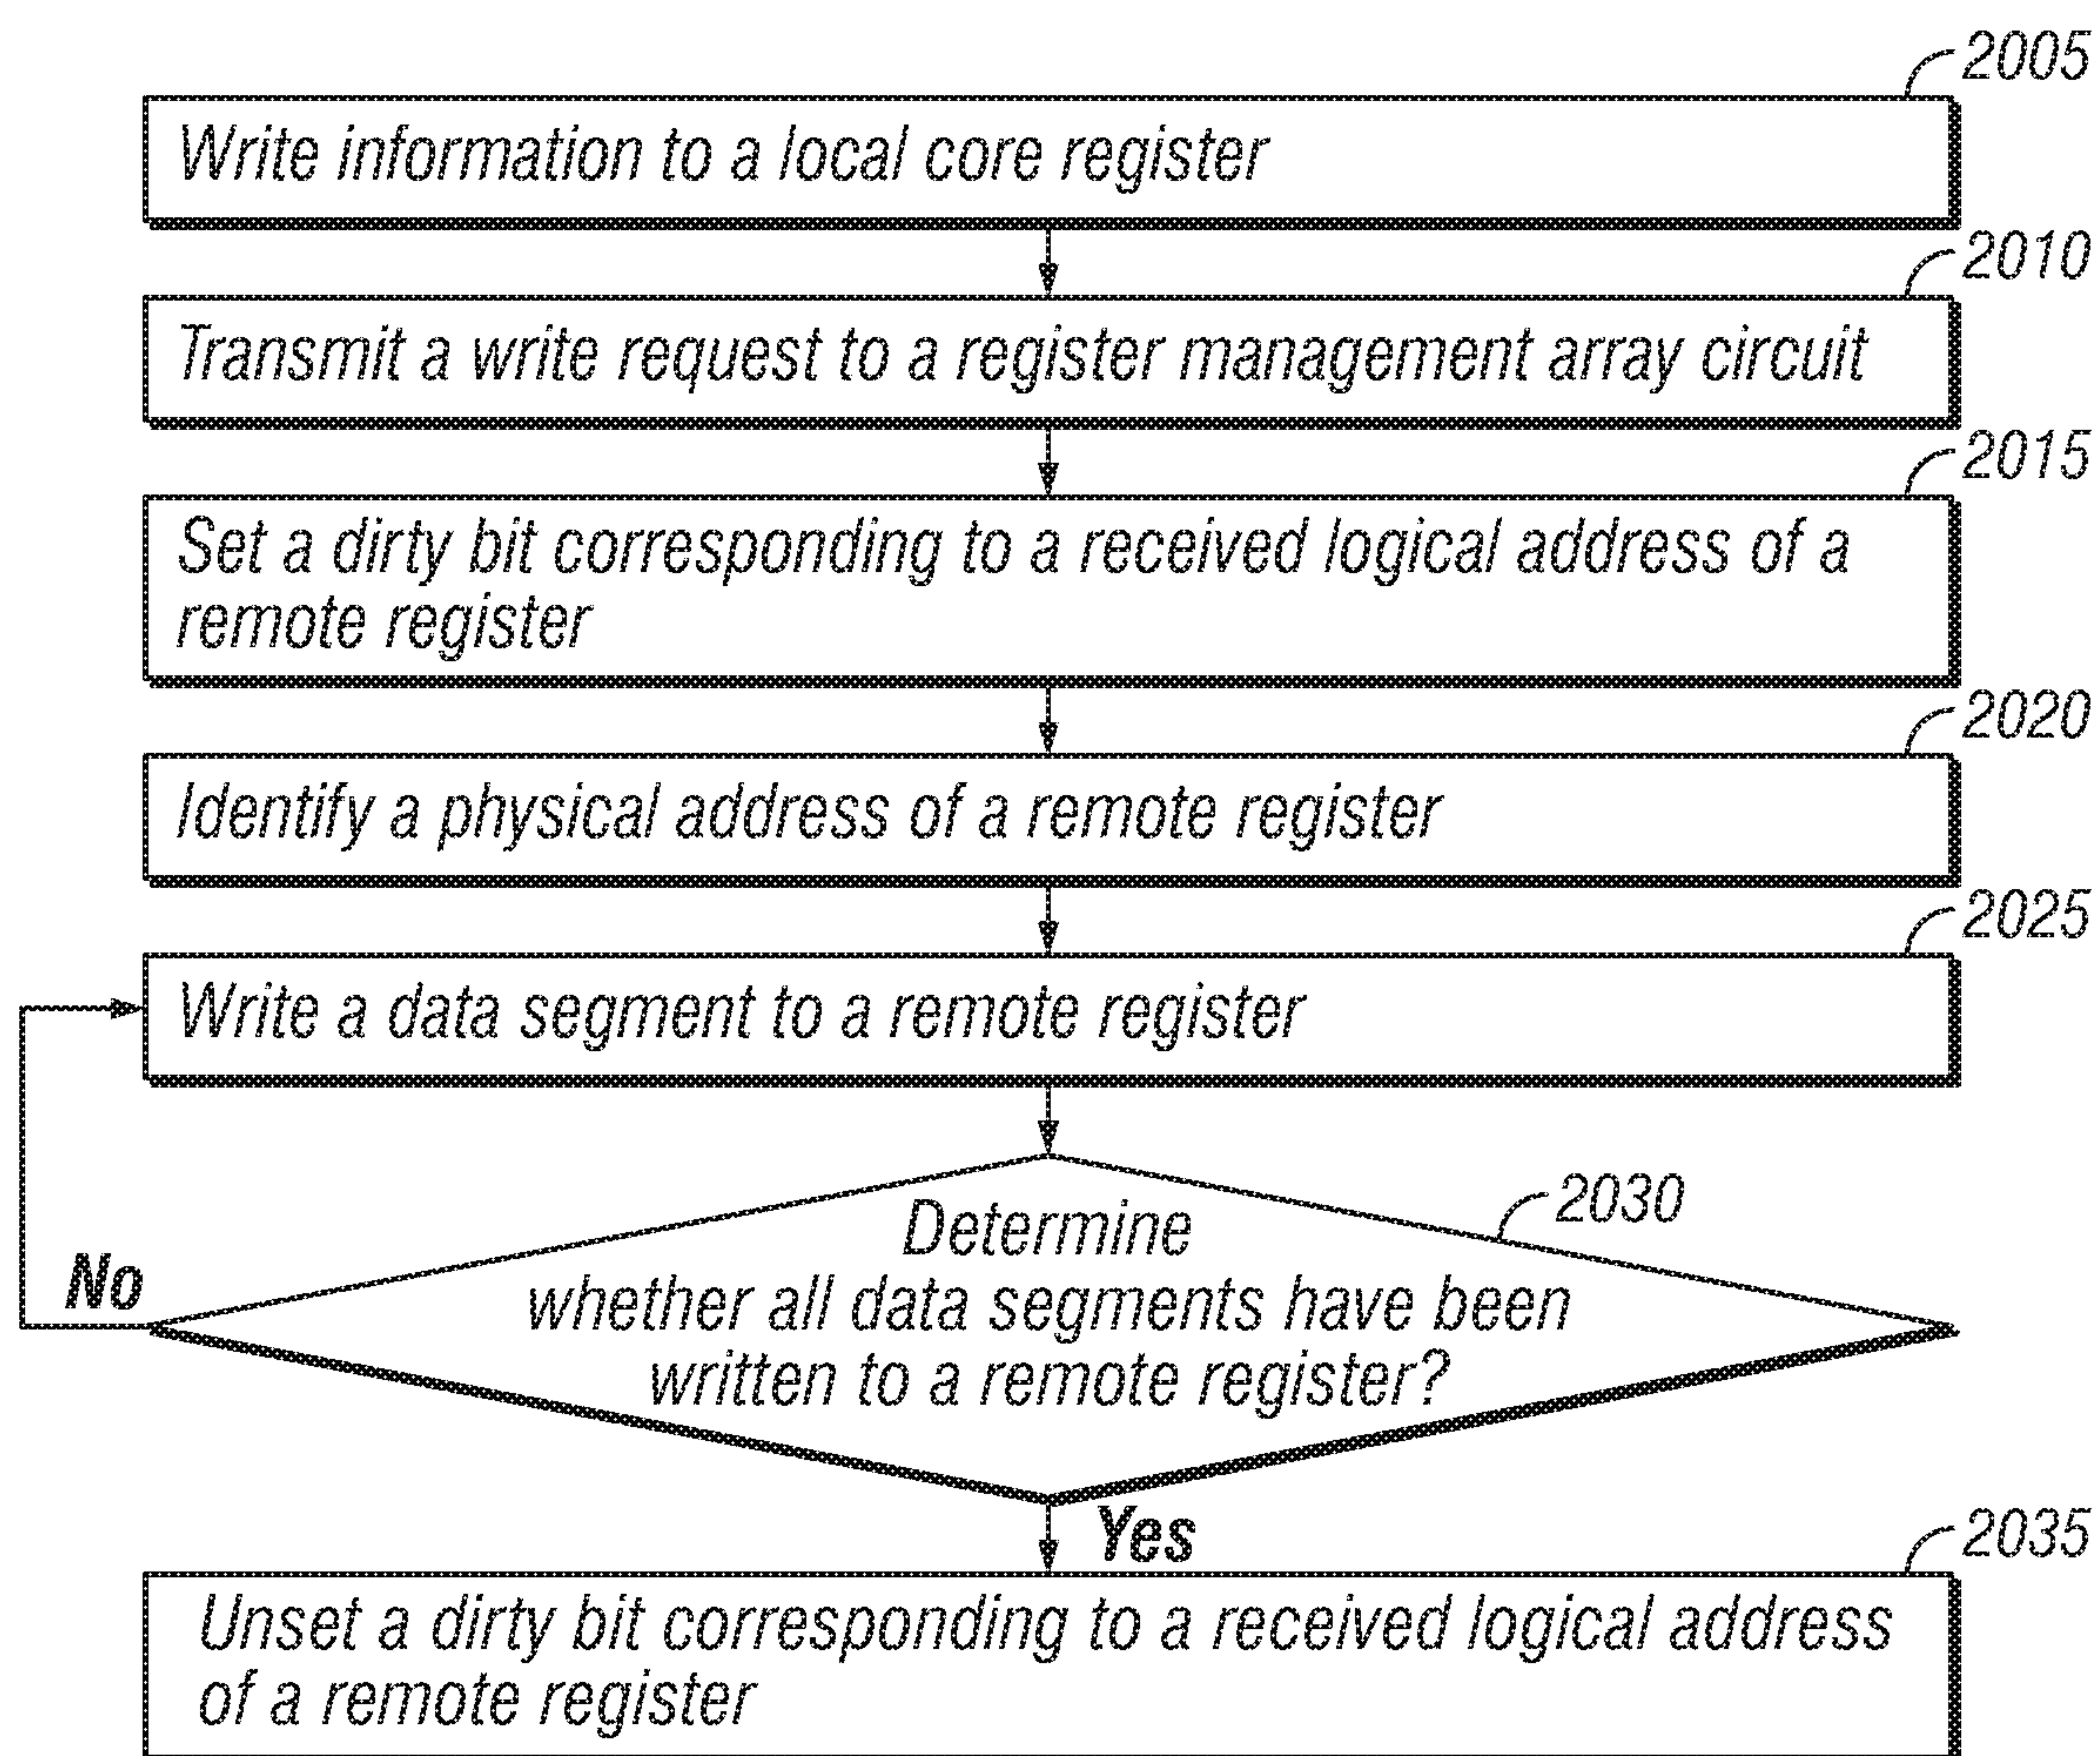 2005
Write information to a local core register
2010
Transmit a write request to a register management array circuit
2015
Set a dirty bit corresponding to a received logical address of a
remote register
2020
Identify a physical address of a remote register
2025
Write a data segment to a remote register
2030
Determine
whether all data segments have been
written to a remote register?
No
Yes
2035
Unset a dirty bit corresponding to a received logical address
of a remote register